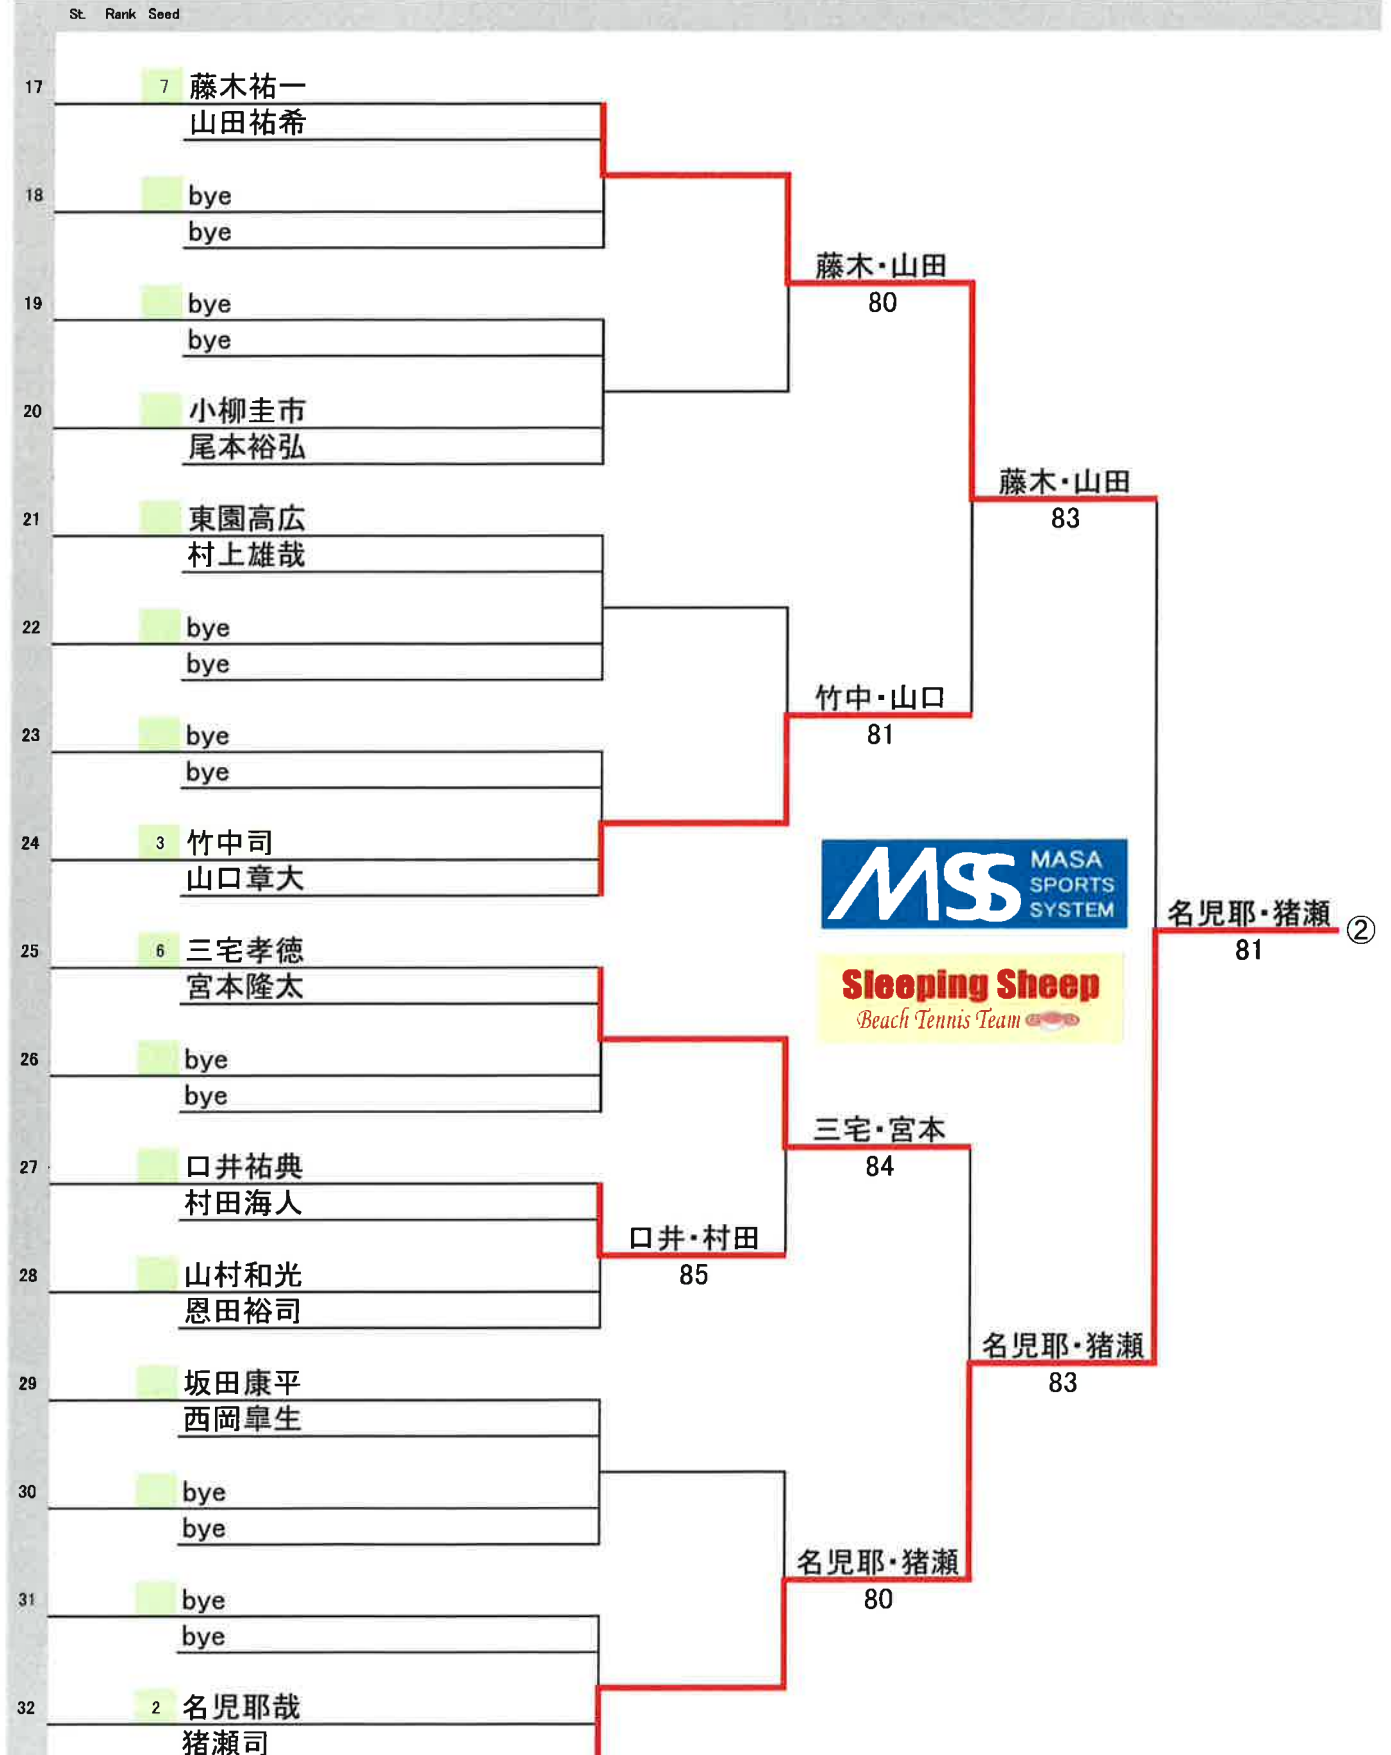 St. Rank Seed
17 7 藤木祐一
山田祐希
18 bye
bye
藤木・山田
80
19 bye
bye
20 小柳圭市
尾本裕弘
藤木・山田
83
21 東園高広
村上雄哉
22 bye
bye
竹中・山口
81
23 bye
bye
24 3 竹中司
山口章大
MSS
MASA
SPORTS
SYSTEM
名児耶・猪瀬 ②
81
25 6 三宅孝徳
宮本隆太
Sleeping Sheep
Beach Tennis Team
26 bye
bye
三宅・宮本
84
27 口井祐典
村田海人
口井・村田
85
28 山村和光
恩田裕司
名児耶・猪瀬
83
29 坂田康平
西岡皐生
30 bye
bye
名児耶・猪瀬
80
31 bye
bye
32 2 名児耶哉
猪瀬司